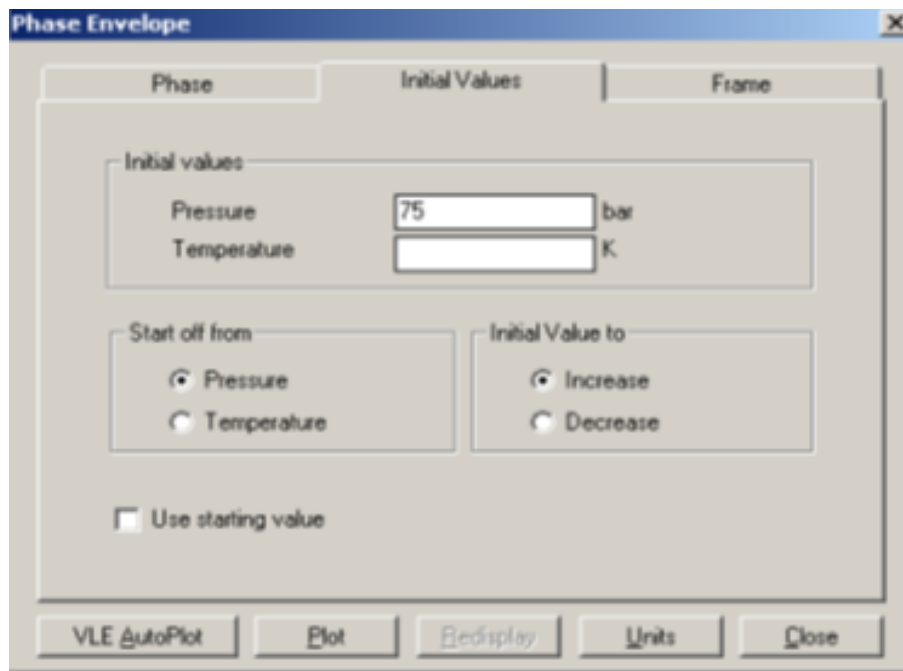 Phase Envelope
Phase Initial Values Frame
Initial values
Pressure 75 bar
Temperature K
Start off from Initial Value to
Pressure Increase
Temperature Decrease
Use starting value
VLE AutoPlot Plot Redisplay Units Close